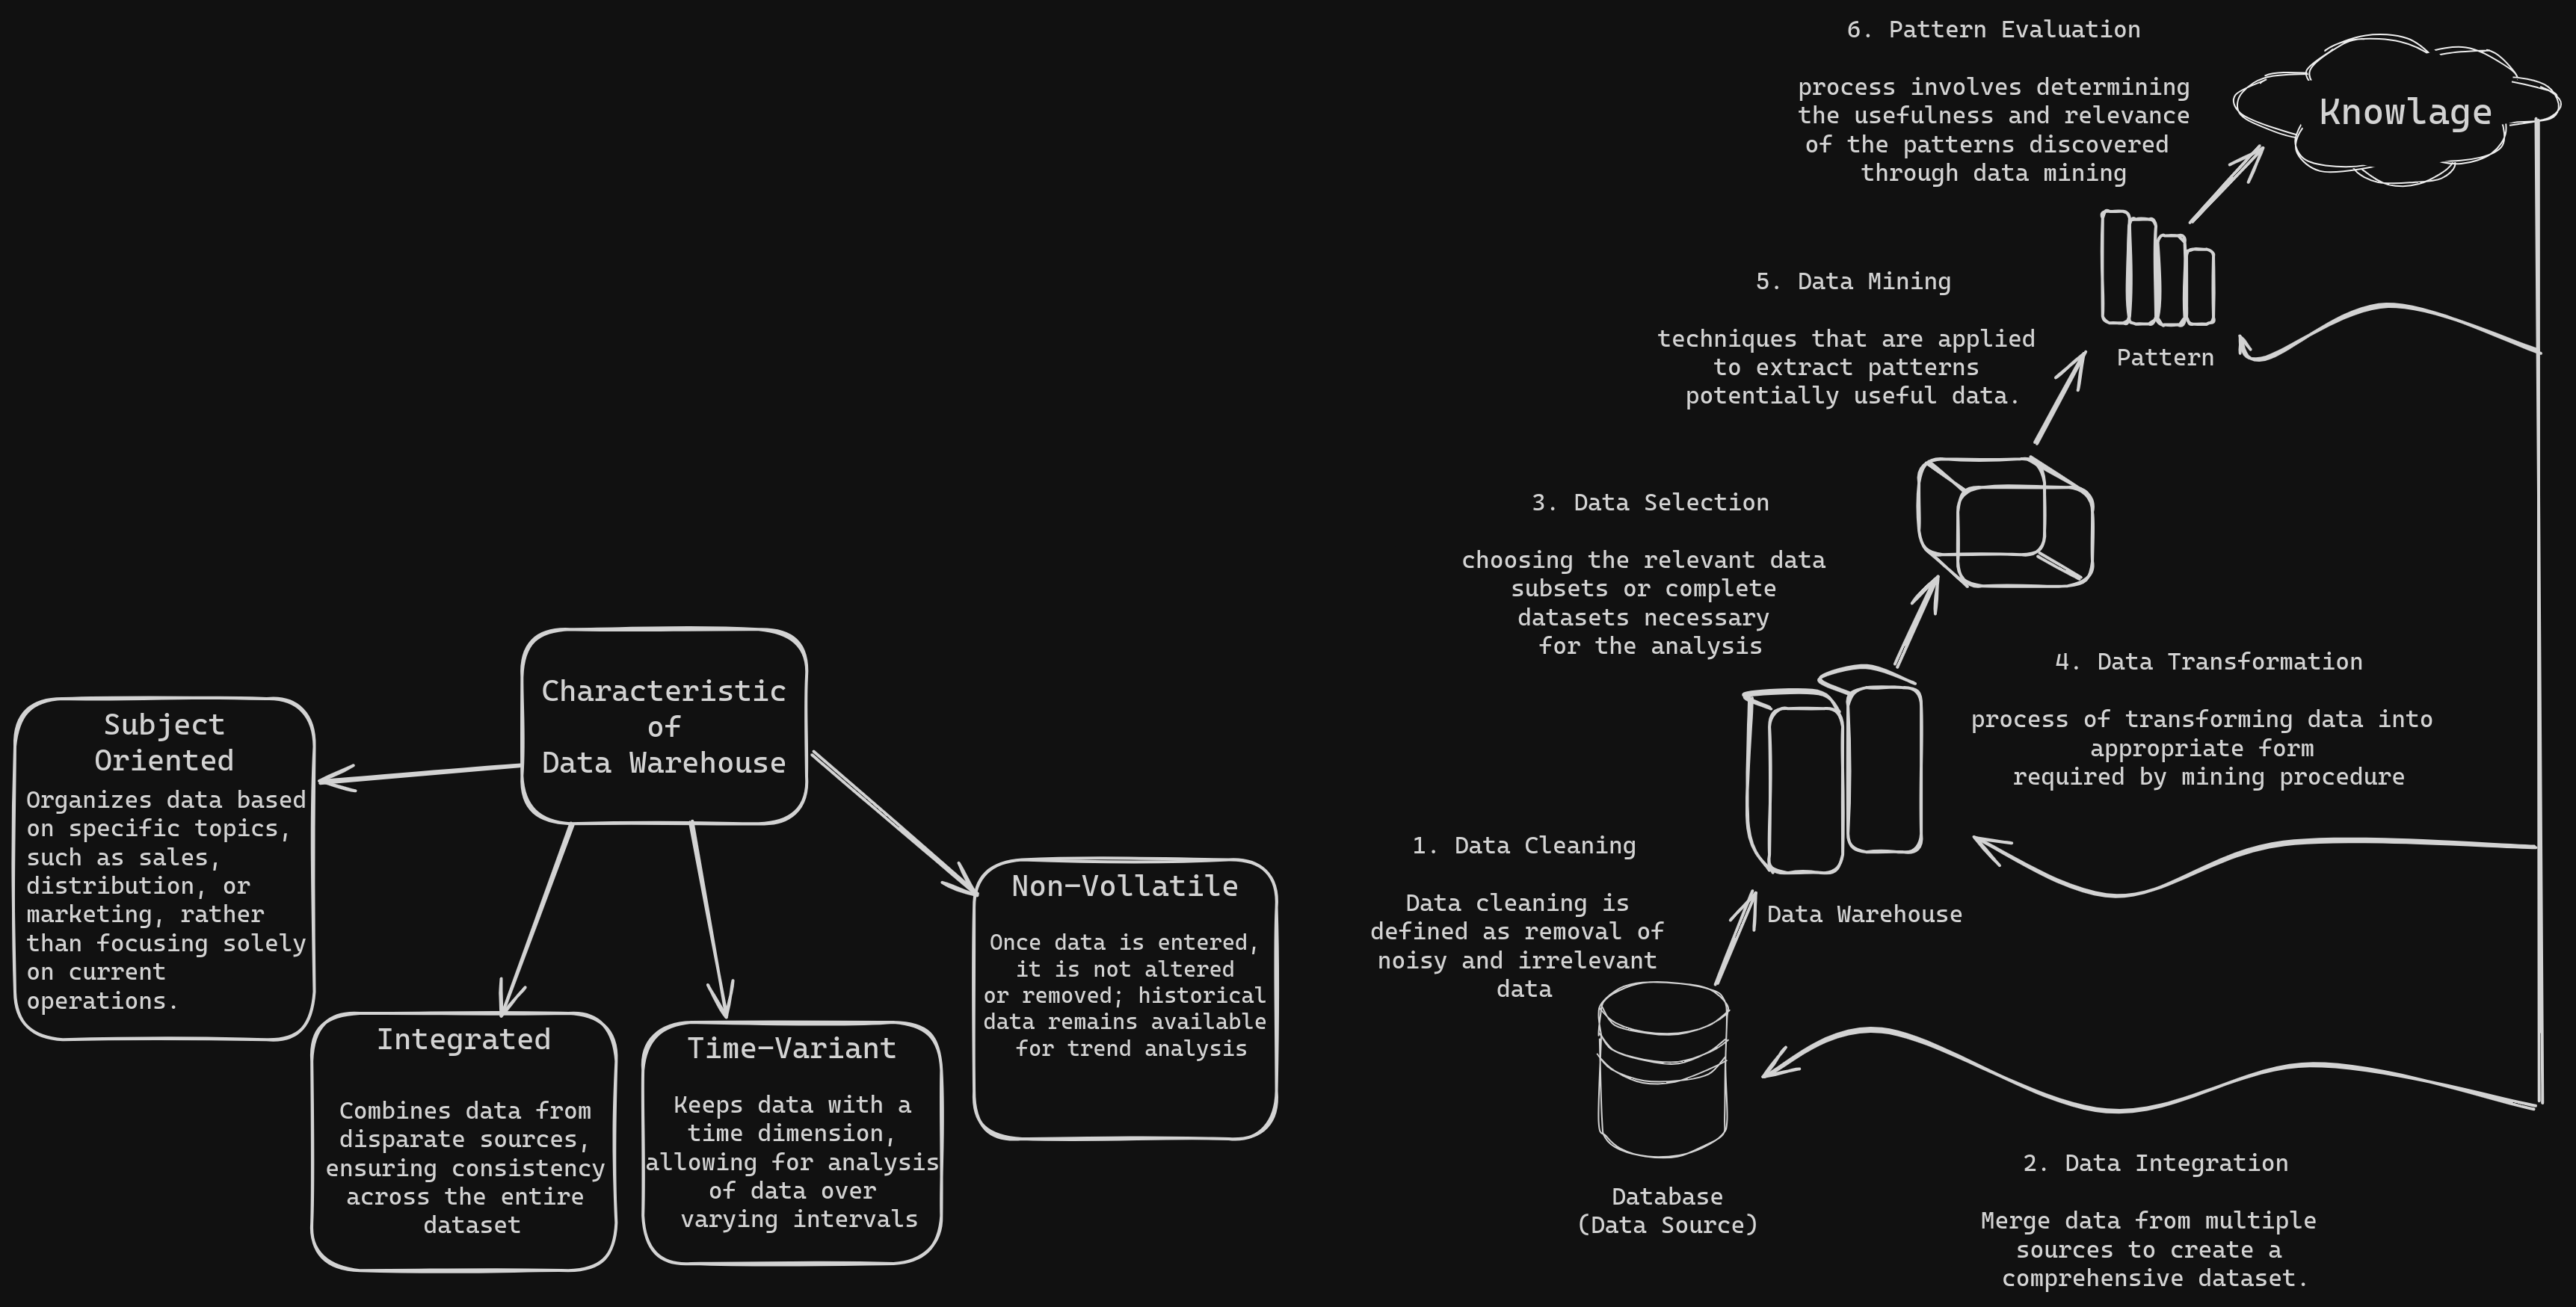 Characteristic
of
Data Warehouse
Subject
Oriented
Organizes data based
on specific topics,
such as sales,
distribution, or
marketing, rather
than focusing solely
on current
operations.
Integrated
Combines data from
disparate sources,
ensuring consistency
across the entire
dataset
Time-Variant
Keeps data with a
time dimension,
allowing for analysis
of data over
varying intervals
Non-Vollatile
Once data is entered,
it is not altered
or removed; historical
data remains available
for trend analysis
6. Pattern Evaluation
process involves determining
the usefulness and relevance
of the patterns discovered
through data mining
Knowlage
5. Data Mining
techniques that are applied
to extract patterns
potentially useful data.
Pattern
3. Data Selection
choosing the relevant data
subsets or complete
datasets necessary
for the analysis
4. Data Transformation
process of transforming data into
appropriate form
required by mining procedure
1. Data Cleaning
Data cleaning is
defined as removal of
noisy and irrelevant
data
Data Warehouse
Database
(Data Source)
2. Data Integration
Merge data from multiple
sources to create a
comprehensive dataset.